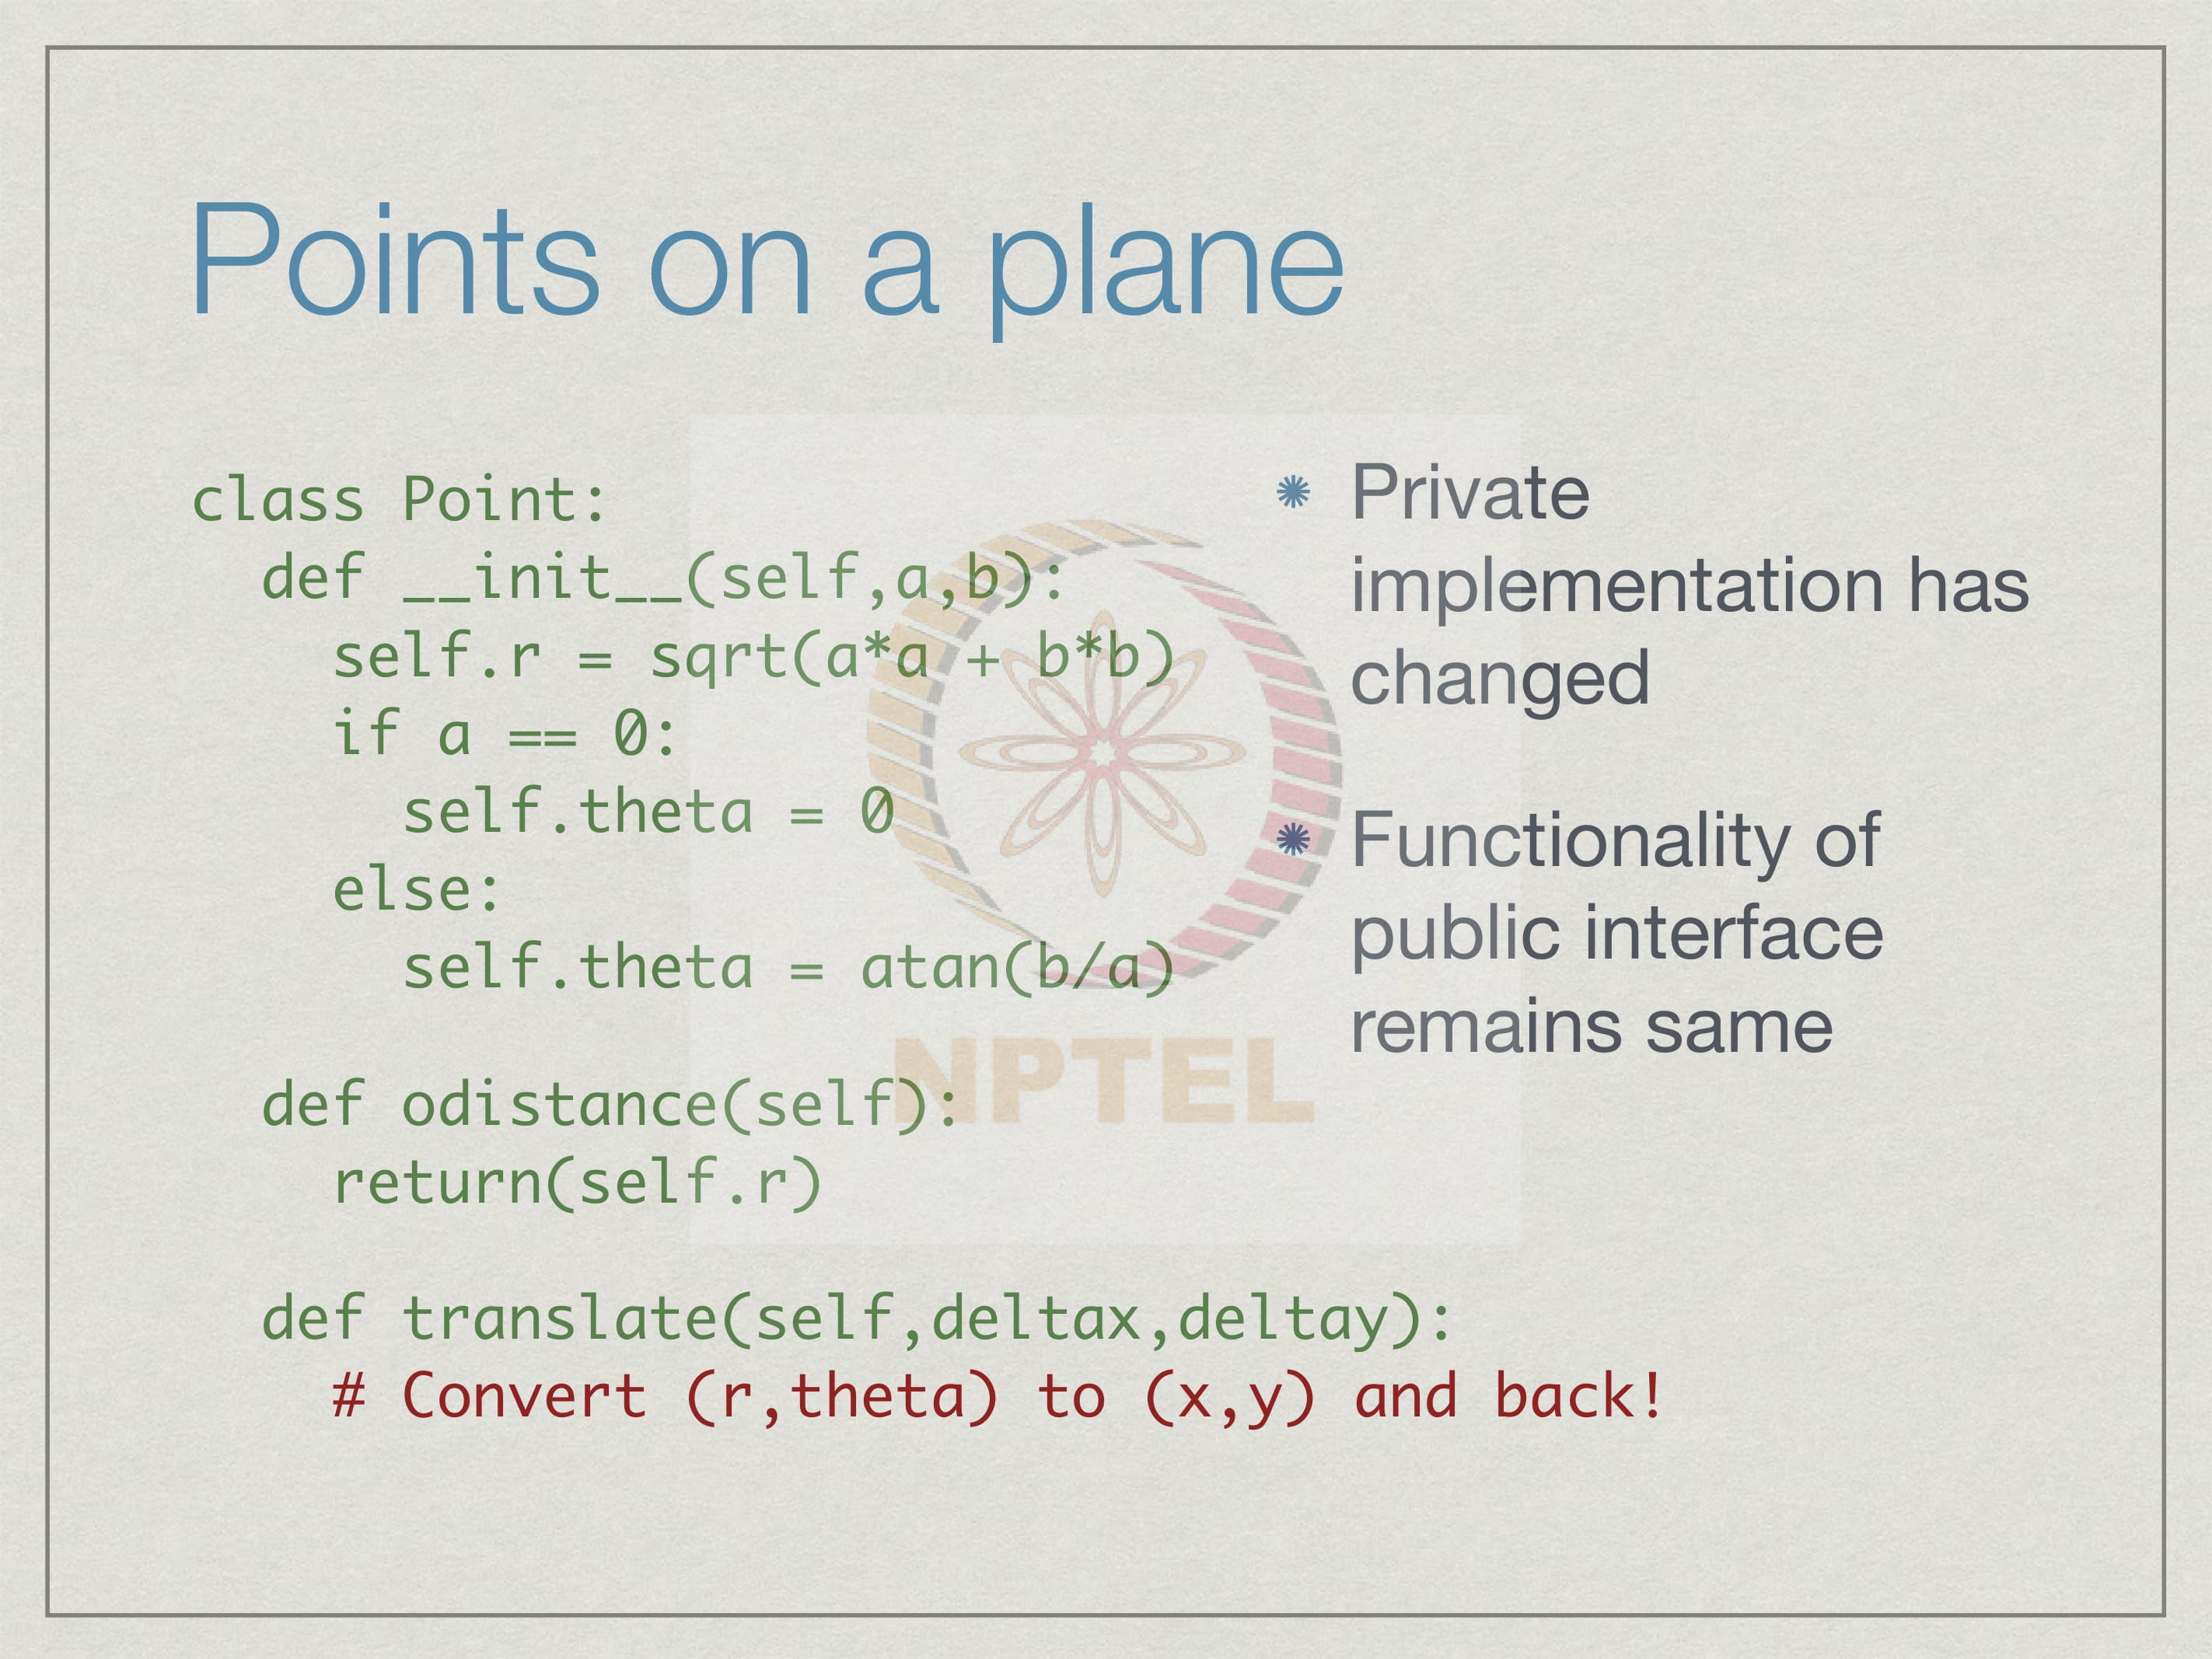 Points on a plane
class Point:
  def __init__(self,a,b):
    self.r = sqrt(a*a + b*b)
    if a == 0:
      self.theta = 0
    else:
      self.theta = atan(b/a)
  def odistance(self):
    return(self.r)
  def translate(self,deltax,deltay):
    # Convert (r,theta) to (x,y) and back!
Private
implementation has
changed
Functionality of
public interface
remains same
NPTEL